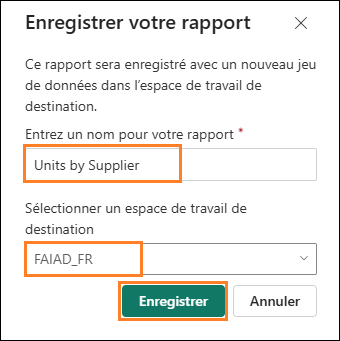 Enregistrer votre rapport
Ce rapport sera enregistré avec un nouveau jeu
de données dans l'espace de travail de
destination.
Entrez un nom pour votre rapport *
Units by Supplier
Sélectionner un espace de travail de
destination
FAIAD_FR
Enregistrer Annuler